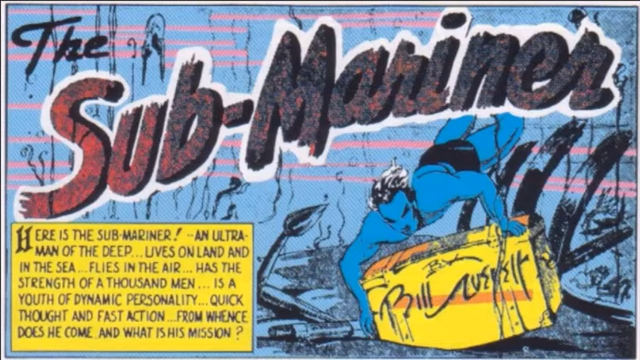 The
Sub-Mariner
HERE IS THE SUB-MARINER! -AN ULTRA-
MAN OF THE DEEP... LIVES ON LAND AND
IN THE SEA... FLIES IN THE AIR... HAS THE
STRENGTH OF A THOUSAND MEN... IS A
YOUTH OF DYNAMIC PERSONALITY... QUICK
THOUGHT AND FAST ACTION...FROM WHENCE
DOES HE COME, AND WHAT IS HIS MISSION?
By
Bill Everett